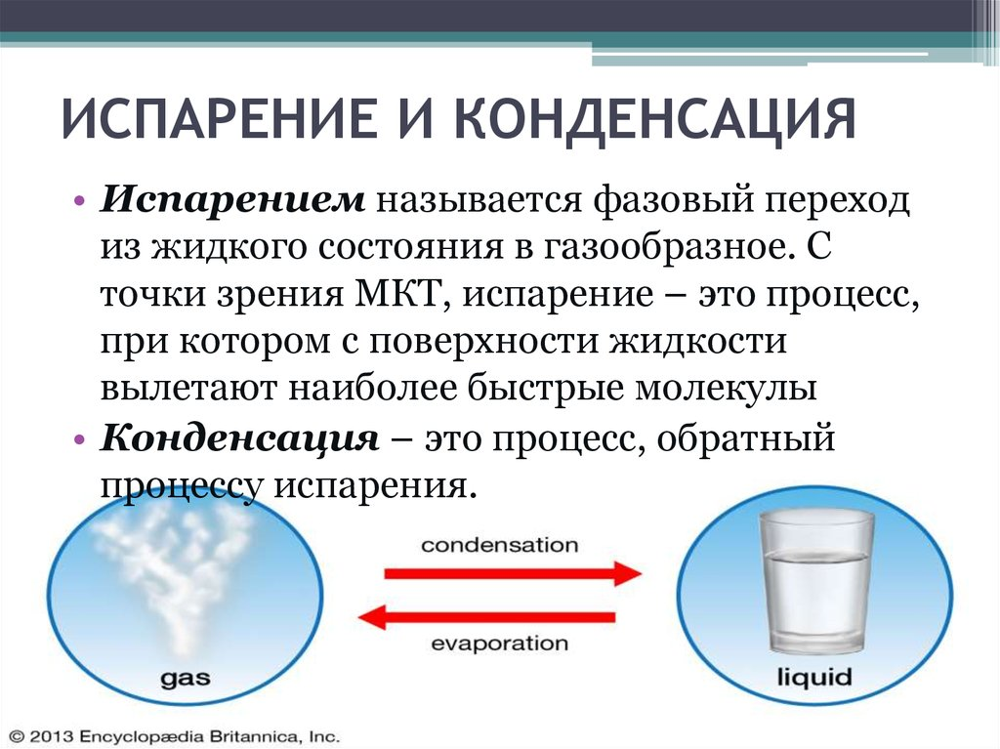 ИСПАРЕНИЕ И КОНДЕНСАЦИЯ
• Испарением называется фазовый переход
из жидкого состояния в газообразное. С
точки зрения МКТ, испарение – это процесс,
при котором с поверхности жидкости
вылетают наиболее быстрые молекулы
• Конденсация – это процесс, обратный
процессу испарения.
condensation
evaporation
gas
liquid
© 2013 Encyclopædia Britannica, Inc.